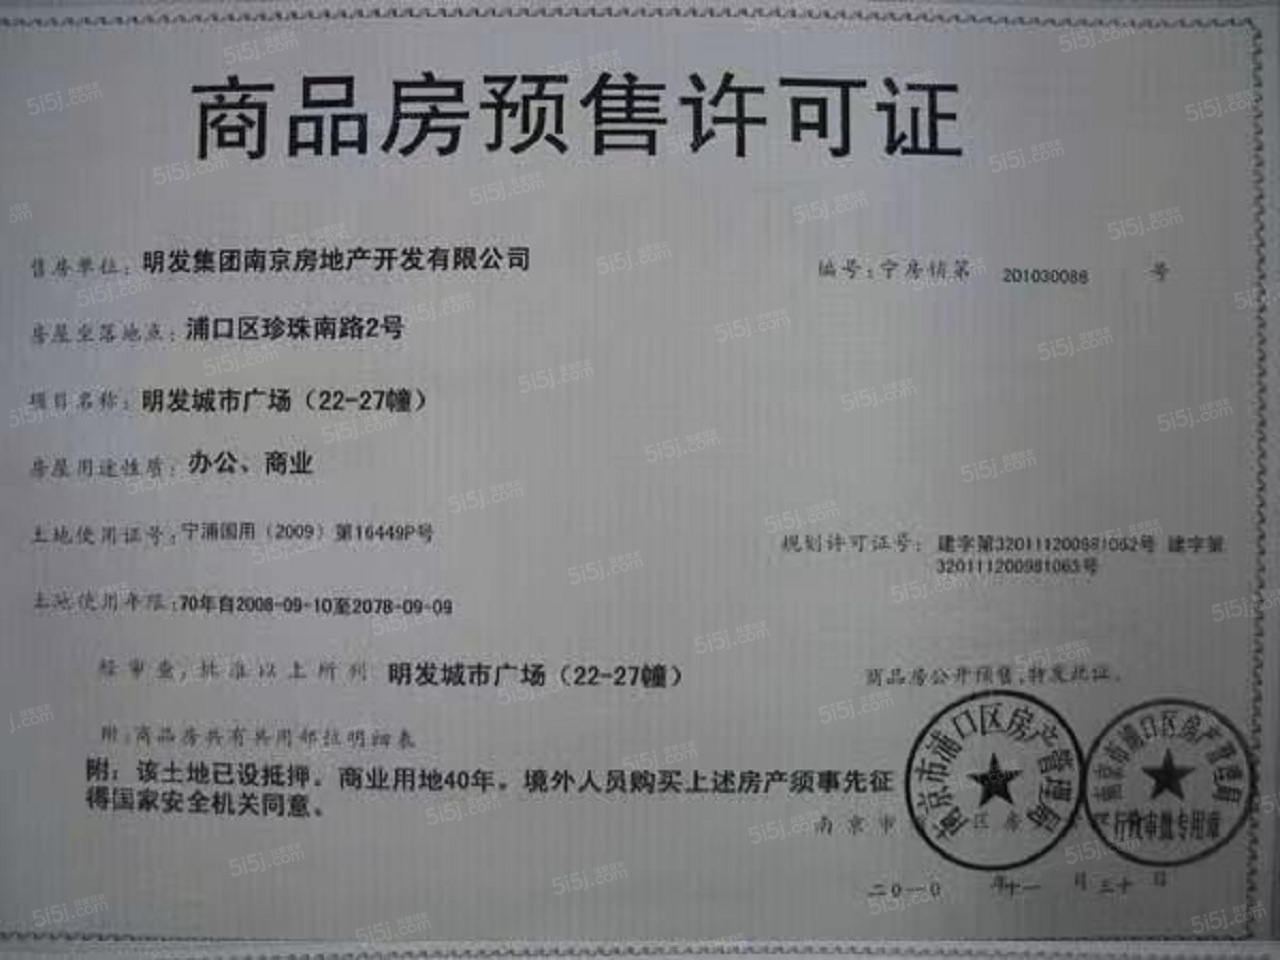 商品房预售许可证
售房单位：明发集团南京房地产开发有限公司
编号：宁房销第 201030086 号
房屋坐落地点：浦口区珍珠南路2号
项目名称：明发城市广场（22-27幢）
房屋用途性质：办公、商业
土地使用证号：宁浦国用（2009）第16449P号
规划许可证号：建字第320111200981062号 建字第
320111200981063号
土地使用年限：70年自2008-09-10至2078-09-09
经审查，批准以上所列 明发城市广场（22-27幢） 商品房公开预售，特发此证。
附：商品房共有共用部位明细表
附：该土地已设抵押。商业用地40年。境外人员购买上述房产须事先征
得国家安全机关同意。
南京市浦口区房产管理局
南京市浦口区房产管理局
行政审批专用章
南京市 区房
二〇一〇 年十一 月三十 日
5i5j.com